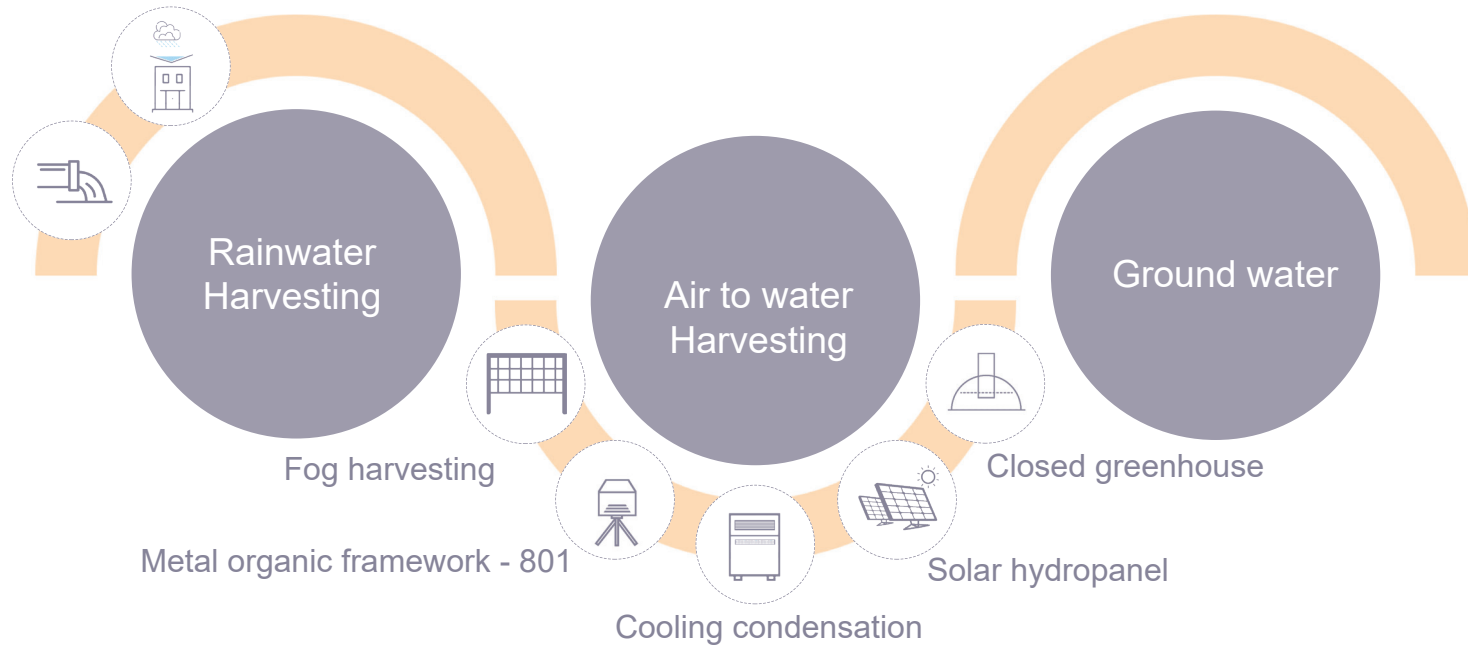 Rainwater
Harvesting
Air to water
Harvesting
Ground water
Fog harvesting
Metal organic framework - 801
Cooling condensation
Solar hydropanel
Closed greenhouse